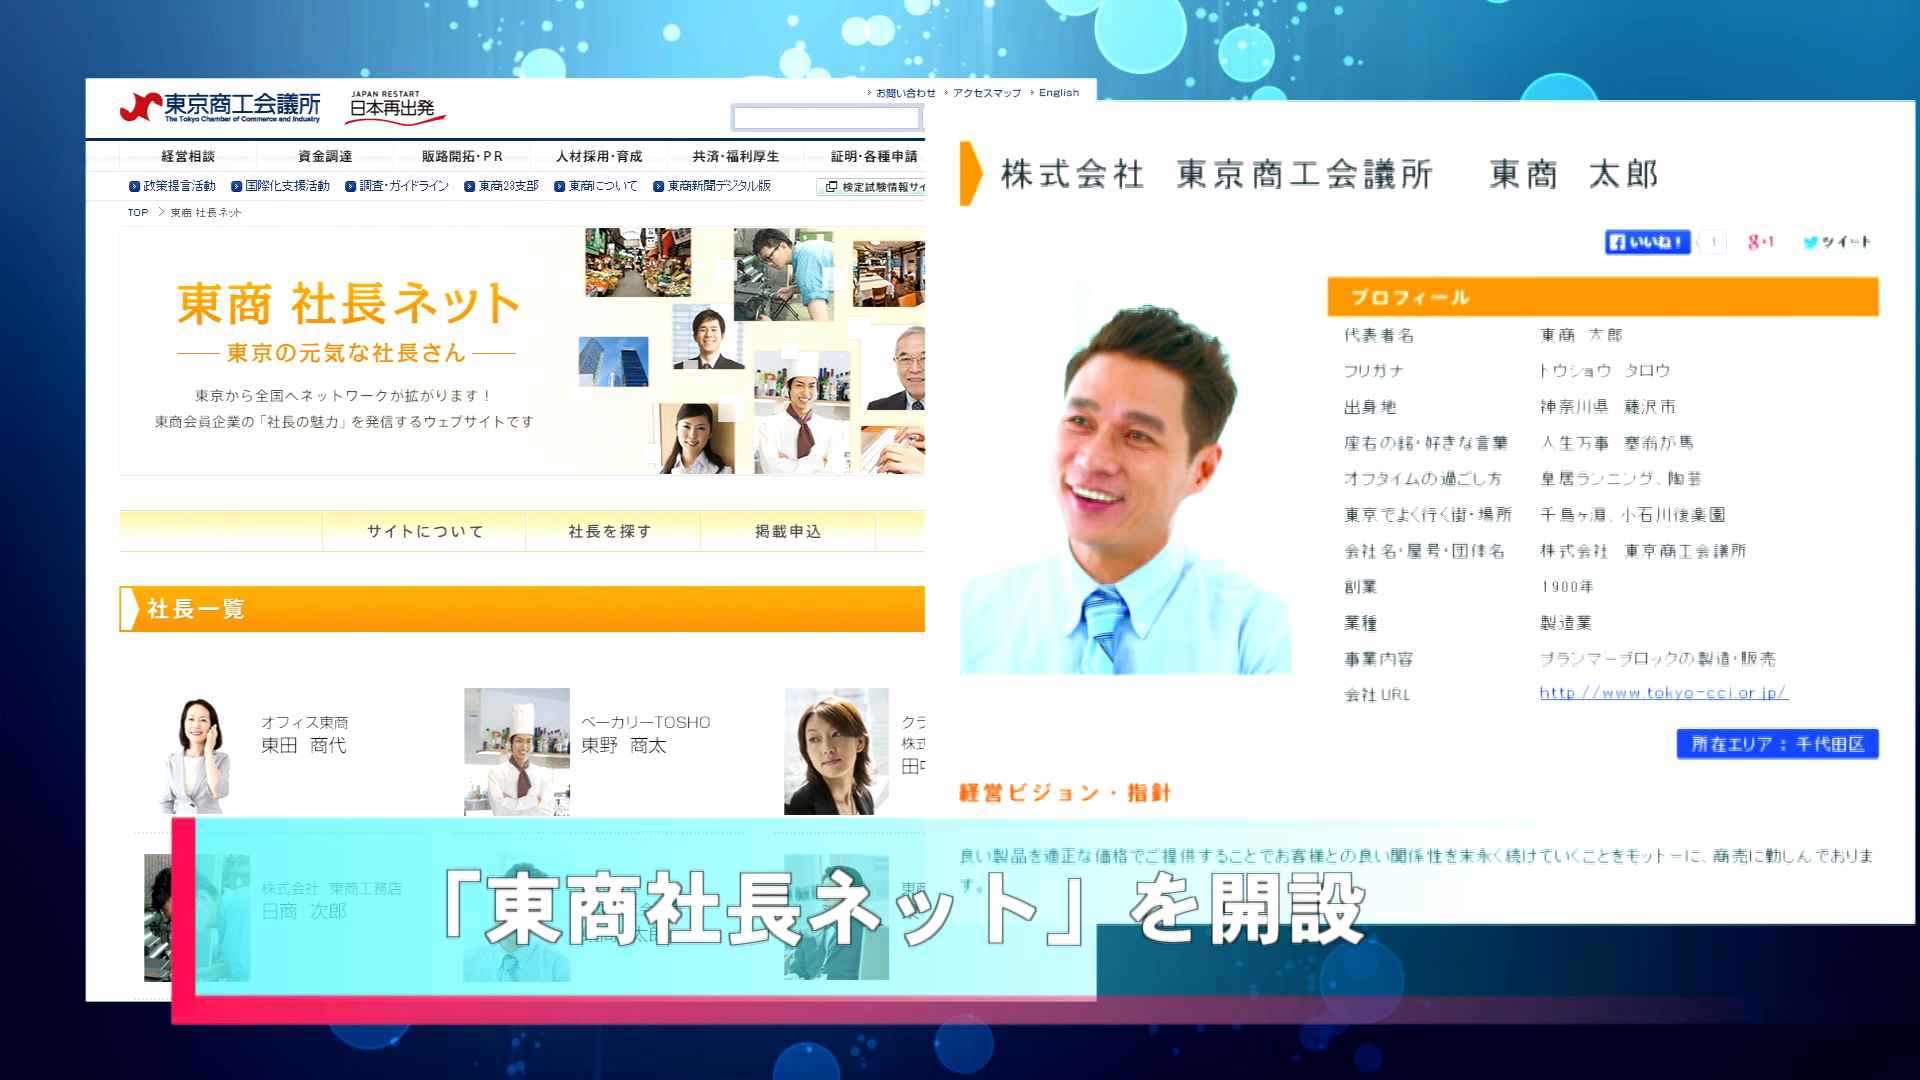 東京商工会議所
The Tokyo Chamber of Commerce and Industry
JAPAN RESTART
日本再出発
お問い合わせ アクセスマップ English
経営相談 資金調達 販路開拓・PR 人材採用・育成 共済・福利厚生 証明・各種申請
政策提言活動 国際化支援活動 調査・ガイドライン 東商23支部 東商について 東商新聞デジタル版 検定試験情報サイ
TOP > 東商 社長ネット
東商 社長ネット
東京の元気な社長さん
東京から全国へネットワークが拡がります！
東商会員企業の「社長の魅力」を発信するウェブサイトです
サイトについて 社長を探す 掲載申込
社長一覧
オフィス東商
東田 商代
ベーカリーTOSHO
東野 商太
クラ
株式
田中
株式会社 東商工務店
日商 次郎
株式会社 東京商工会議所 東商 太郎
いいね！ 1 g+1 ツイート
プロフィール
代表者名 東商 太郎
フリガナ トウショウ タロウ
出身地 神奈川県 藤沢市
座右の銘・好きな言葉 人生万事 塞翁が馬
オフタイムの過ごし方 皇居ランニング、陶芸
東京でよく行く街・場所 千鳥ヶ淵、小石川後楽園
会社名・屋号・団体名 株式会社 東京商工会議所
創業 1900年
業種 製造業
事業内容 プランマーブロックの製造・販売
会社URL http://www.tokyo-cci.or.jp/
所在エリア：千代田区
経営ビジョン・指針
良い製品を適正な価格でご提供することでお客様との良い関係性を末永く続けていくことをモットーに、商売に勤しんでおりま
す。
「東商社長ネット」を開設